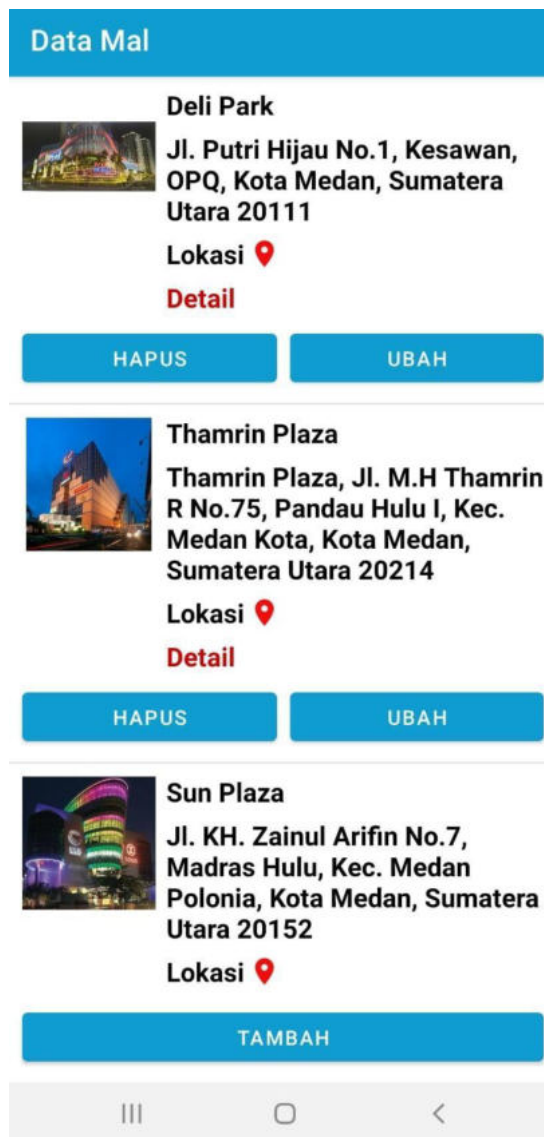 Data Mal
Deli Park
Jl. Putri Hijau No.1, Kesawan,
OPQ, Kota Medan, Sumatera
Utara 20111
Lokasi
Detail
HAPUS UBAH
Thamrin Plaza
Thamrin Plaza, Jl. M.H Thamrin
R No.75, Pandau Hulu I, Kec.
Medan Kota, Kota Medan,
Sumatera Utara 20214
Lokasi
Detail
HAPUS UBAH
Sun Plaza
Jl. KH. Zainul Arifin No.7,
Madras Hulu, Kec. Medan
Polonia, Kota Medan, Sumatera
Utara 20152
Lokasi
TAMBAH